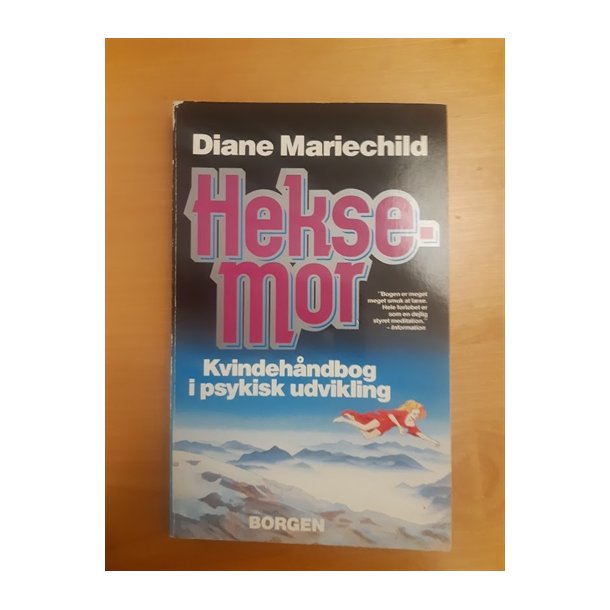 Diane Mariechild
Hekse-
mor
"Bogen er meget
meget smuk at læse.
Hele forløbet er
som en dejlig
styret meditation."
– Information
Kvindehåndbog
i psykisk udvikling
BORGEN